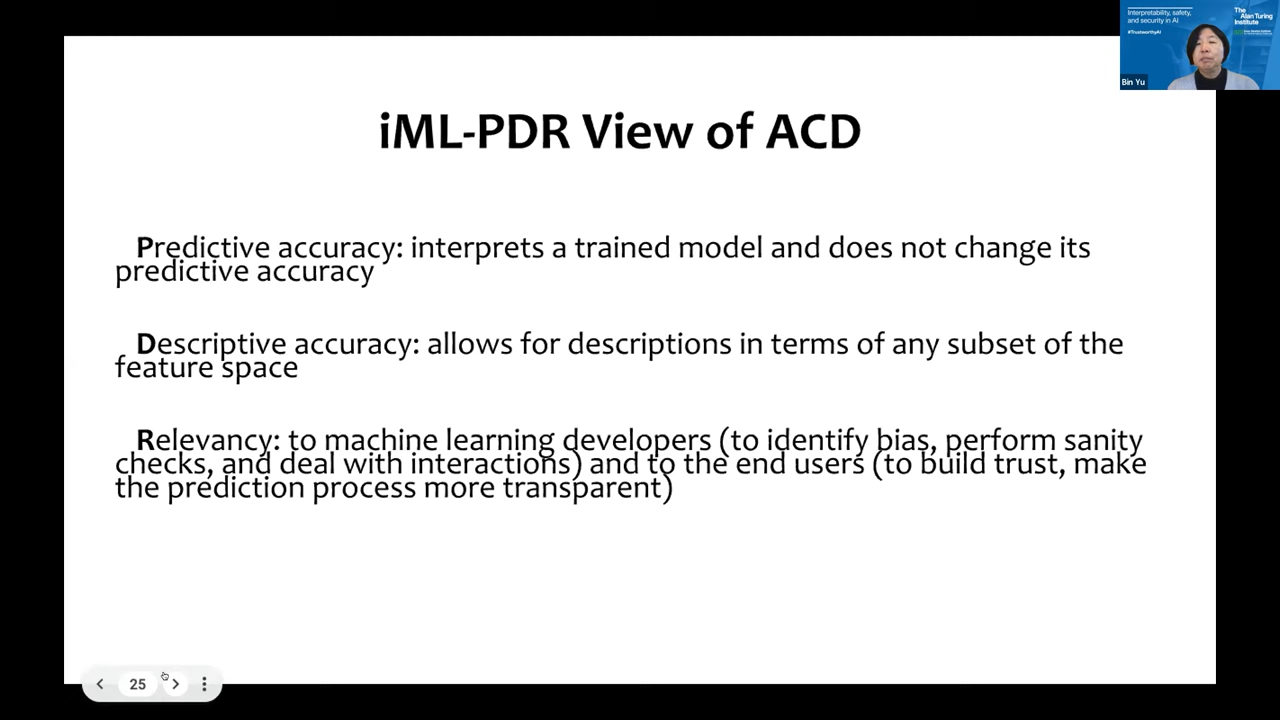 Interpretability, safety,
and security in AI
#TrustworthyAI
The
Alan Turing
Institute
Bin Yu
iML-PDR View of ACD
Predictive accuracy: interprets a trained model and does not change its
predictive accuracy
Descriptive accuracy: allows for descriptions in terms of any subset of the
feature space
Relevancy: to machine learning developers (to identify bias, perform sanity
checks, and deal with interactions) and to the end users (to build trust, make
the prediction process more transparent)
25